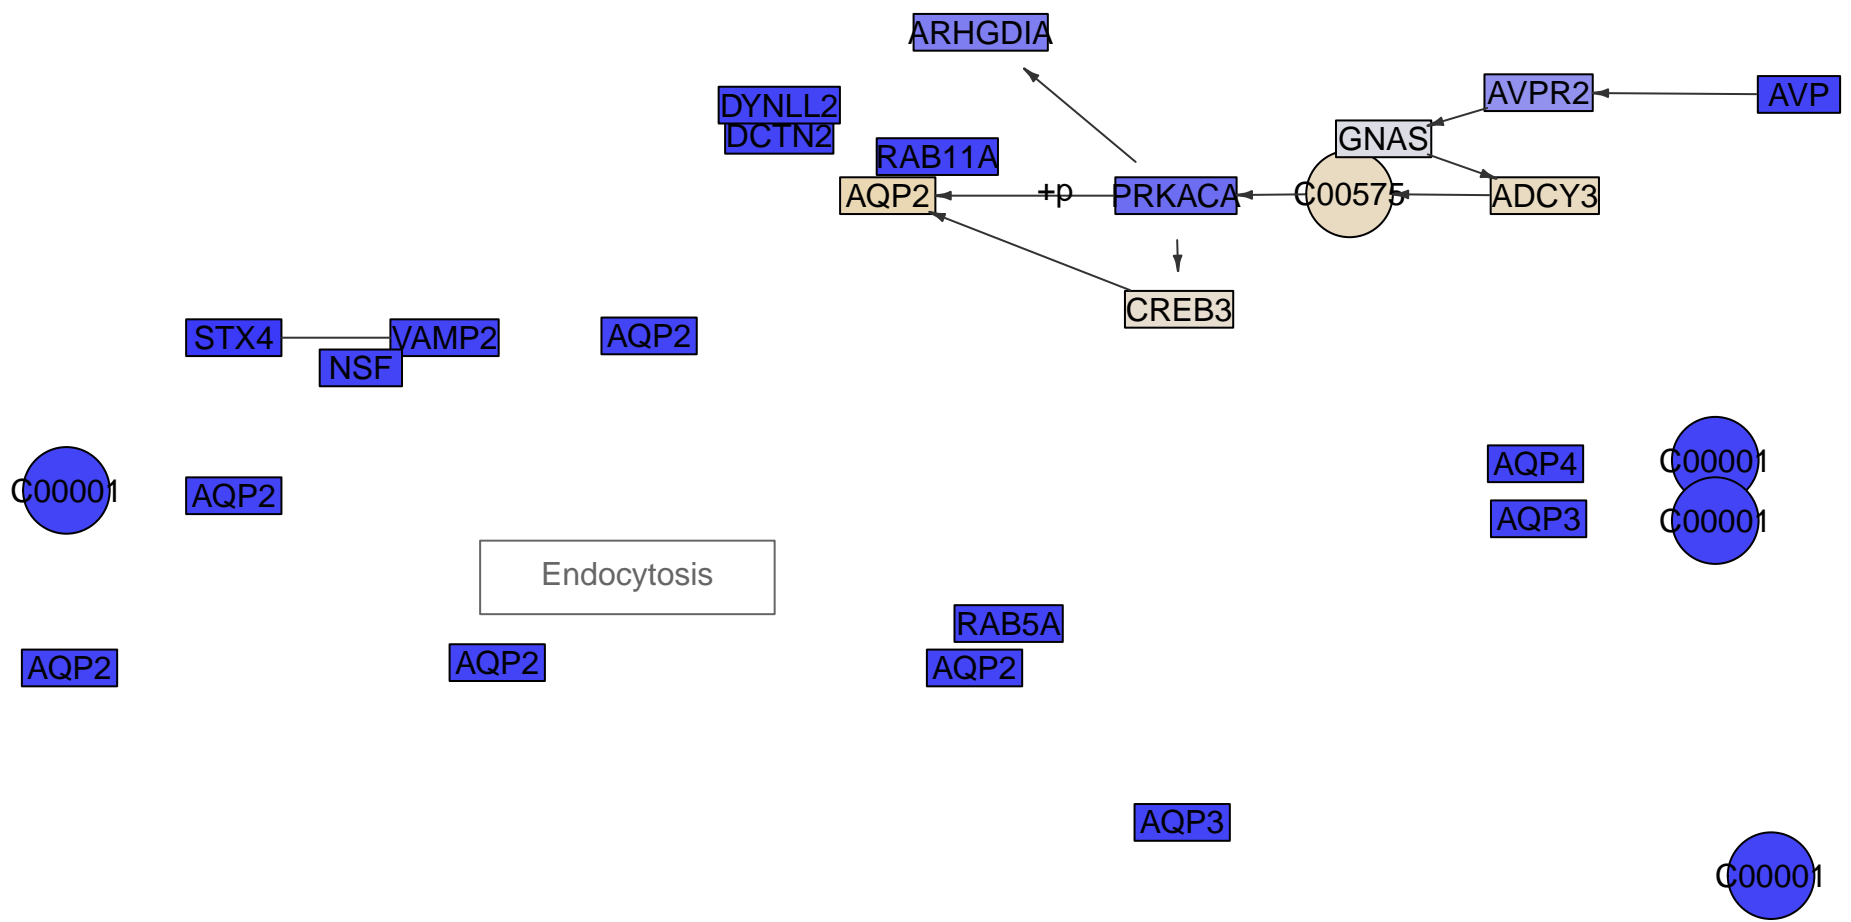 ARHGDIA
DYNLL2
DCTN2
AVPR2
AVP
GNAS
RAB11A
AQP2
+p
PRKACA
C00575
ADCY3
CREB3
STX4
VAMP2
NSF
AQP2
C00001
AQP2
AQP4
C00001
AQP3
C00001
Endocytosis
RAB5A
AQP2
AQP2
AQP2
AQP3
C00001